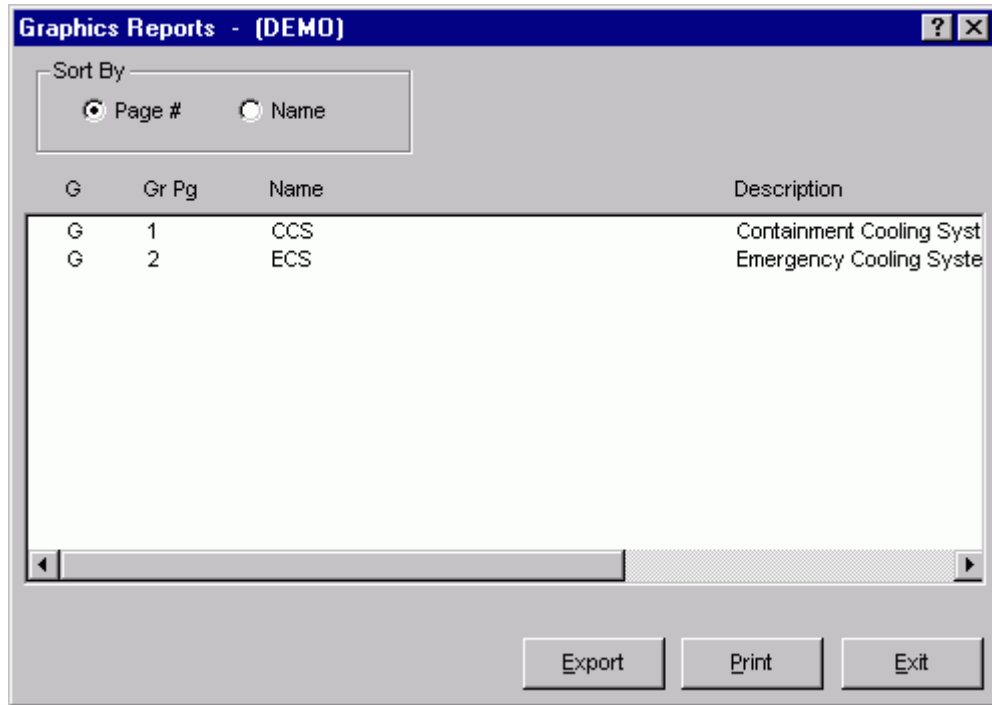 Graphics Reports - (DEMO)
Sort By
Page # Name
G Gr Pg Name Description
G 1 CCS Containment Cooling Syst
G 2 ECS Emergency Cooling Syste
Export Print Exit